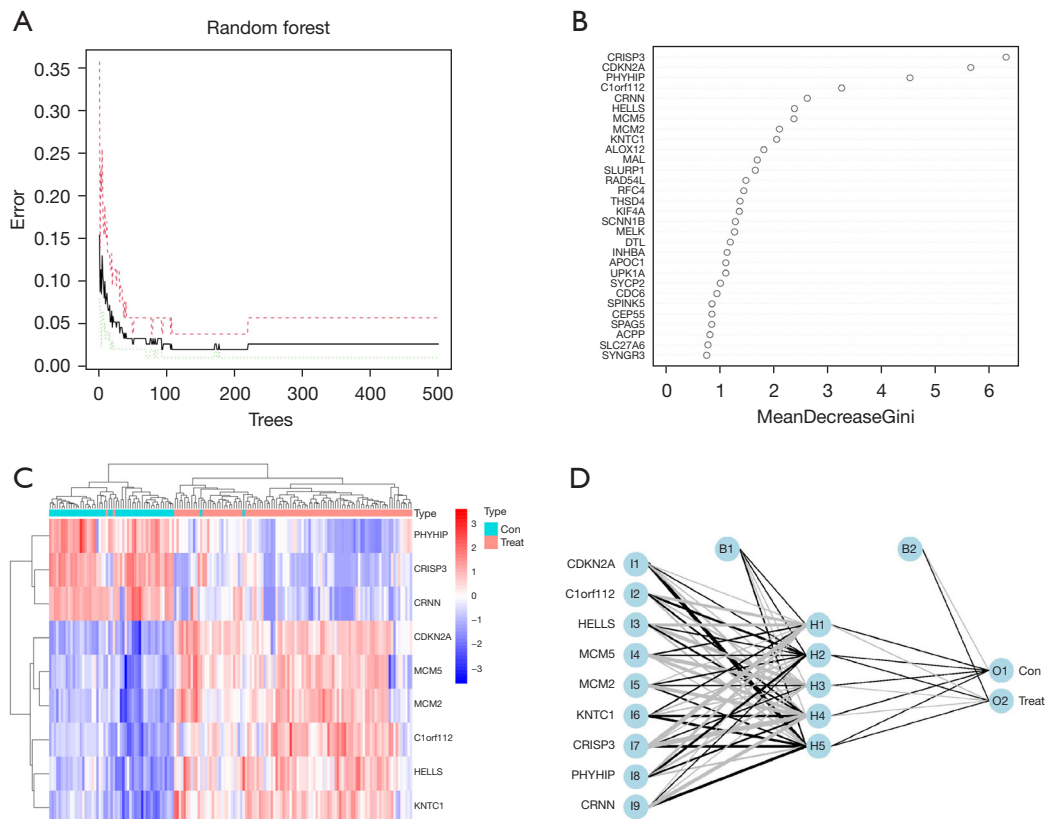 A
Random forest
0.35
0.30
0.25
0.20
0.15
0.10
0.05
0.00
Error
0 100 200 300 400 500
Trees
B
CRISP3
CDKN2A
PHYHIP
C1orf112
CRNN
HELLS
MCM5
MCM2
KNTC1
ALOX12
MAL
SLURP1
RAD54L
RFC4
THSD4
KIF4A
SCNN1B
MELK
DTL
INHBA
APOC1
UPK1A
SYCP2
CDC6
SPINK5
CEP55
SPAG5
ACPP
SLC27A6
SYNGR3
0 1 2 3 4 5 6
MeanDecreaseGini
C
Type
PHYHIP
CRISP3
CRNN
CDKN2A
MCM5
MCM2
C1orf112
HELLS
KNTC1
3
2
1
0
−1
−2
−3
Type
Con
Treat
D
CDKN2A I1
C1orf112 I2
HELLS I3
MCM5 I4
MCM2 I5
KNTC1 I6
CRISP3 I7
PHYHIP I8
CRNN I9
B1
H1
H2
H3
H4
H5
B2
O1 Con
O2 Treat